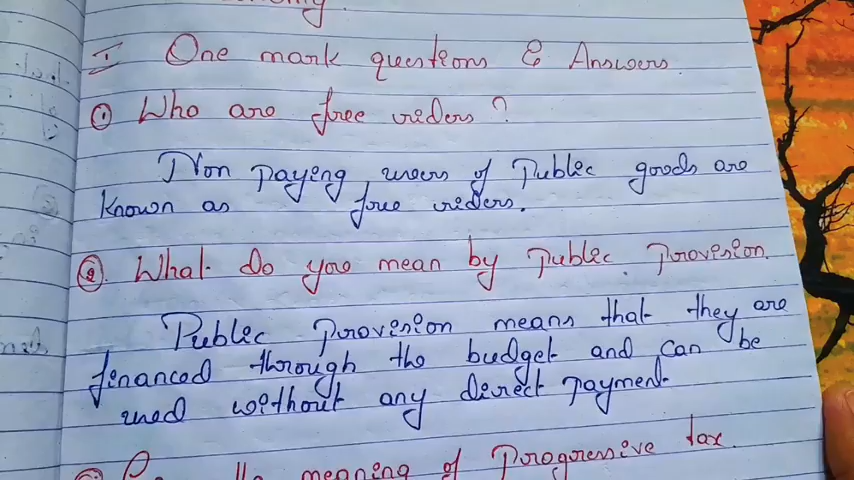 I One mark questions & Answers.
① Who are free riders?
Non paying users of Public goods are
known as free riders.
②. What do you mean by Public Provision.
Public Provision means that they are
financed through the budget and can be
used without any direct payment
meaning of Progressive tax.